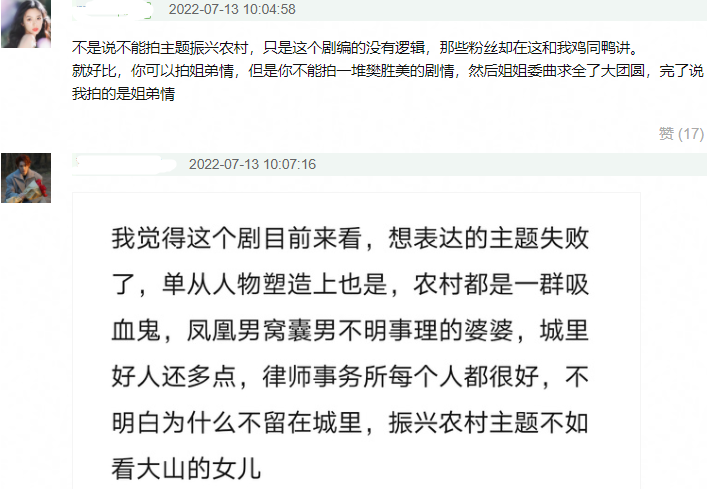 2022-07-13 10:04:58
不是说不能拍主题振兴农村，只是这个剧编的没有逻辑，那些粉丝却在这和我鸡同鸭讲。
就好比，你可以拍姐弟情，但是你不能拍一堆樊胜美的剧情，然后姐姐委曲求全了大团圆，完了说
我拍的是姐弟情
赞 (17)
2022-07-13 10:07:16
我觉得这个剧目前来看，想表达的主题失败
了，单从人物塑造上也是，农村都是一群吸
血鬼，凤凰男窝囊男不明事理的婆婆，城里
好人还多点，律师事务所每个人都很好，不
明白为什么不留在城里，振兴农村主题不如
看大山的女儿